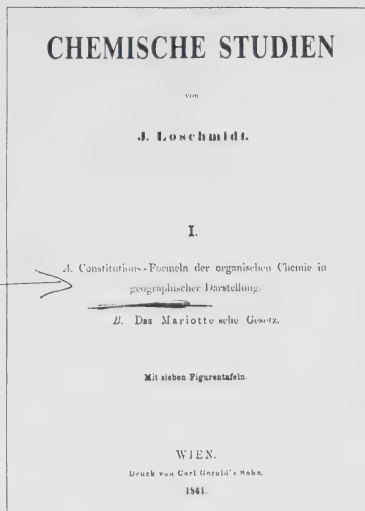 CHEMISCHE STUDIEN
von
J. Loschmidt.
I.
A. Constitutions-Formeln der organischen Chemie in
geographischer Darstellung.
B. Das Mariotte'sche Gesetz.
Mit sieben Figurentafeln.
WIEN.
Druck von Carl Gerold's Sohn.
1861.